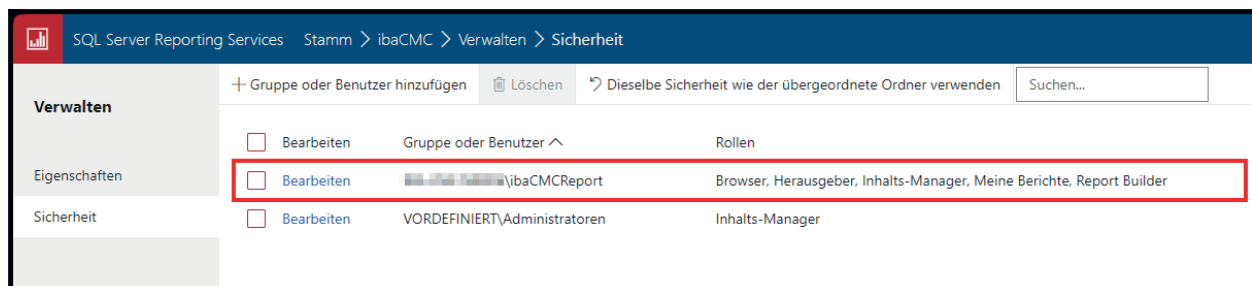 SQL Server Reporting Services Stamm > ibaCMC > Verwalten > Sicherheit
Verwalten
Eigenschaften
Sicherheit
+ Gruppe oder Benutzer hinzufügen Löschen Dieselbe Sicherheit wie der übergeordnete Ordner verwenden Suchen...
Bearbeiten Gruppe oder Benutzer Rollen
Bearbeiten \ibaCMCReport Browser, Herausgeber, Inhalts-Manager, Meine Berichte, Report Builder
Bearbeiten VORDEFINIERT\Administratoren Inhalts-Manager